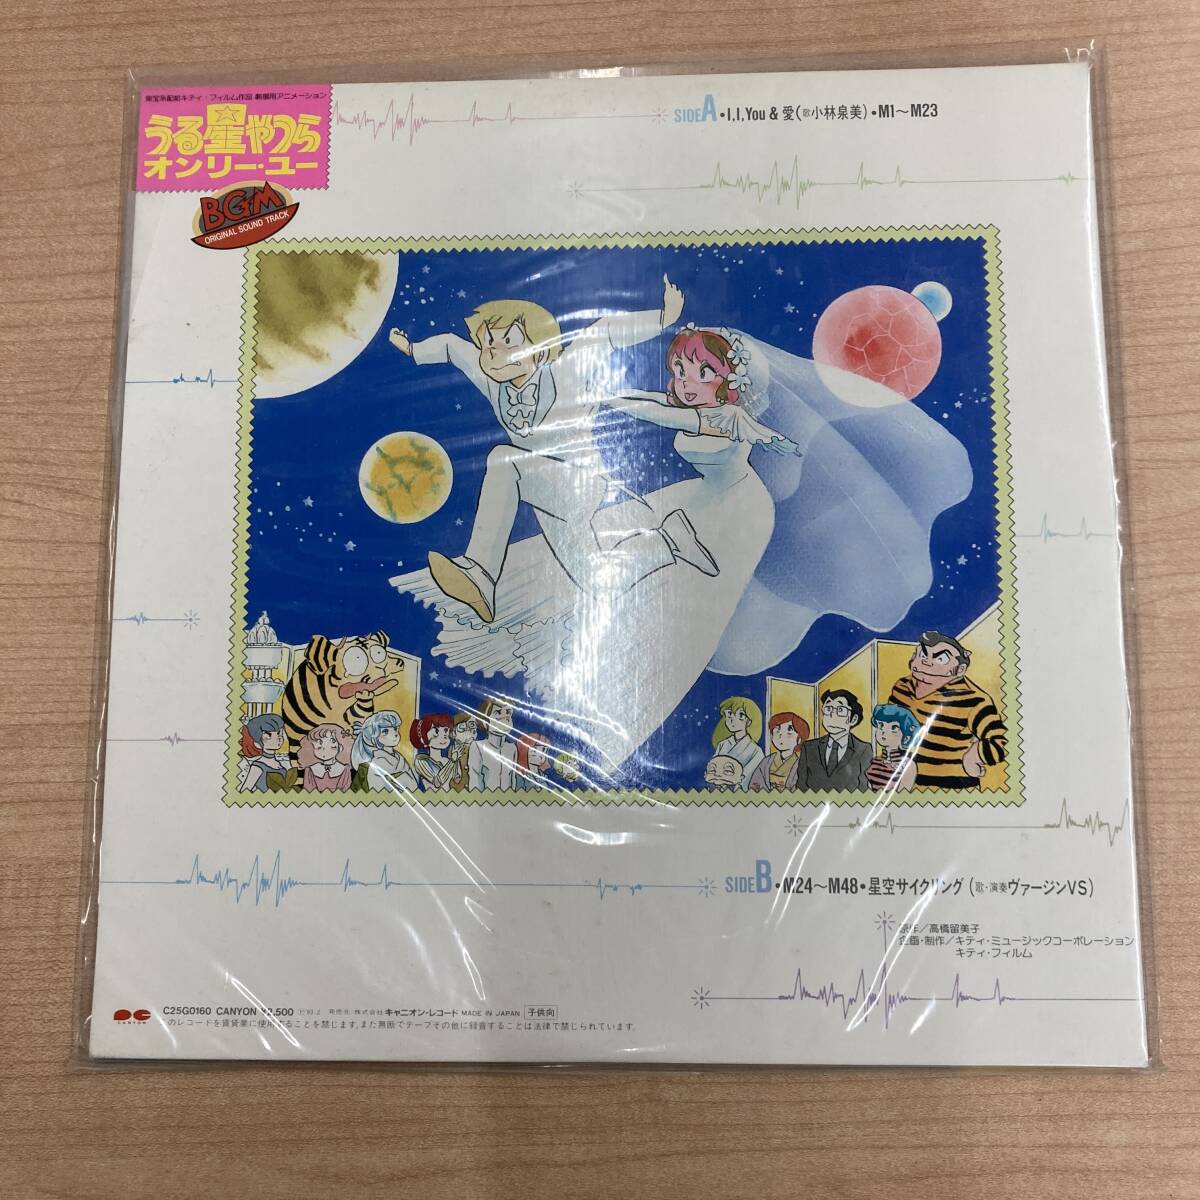 東宝系配給キティ・フィルム作品 劇場用アニメーション
うる星やつら
オンリー・ユー
BGM
ORIGINAL SOUND TRACK
SIDE A・I, I, You & 愛(歌小林泉美)・M1〜M23
SIDE B・M24〜M48・星空サイクリング(歌・演奏ヴァージンVS)
原作/高橋留美子
企画・制作/キティ・ミュージックコーポレーション
キティ・フィルム
CANYON
C25G0160 CANYON ¥2,500 Ⓟ'83.2 発売元 株式会社キャニオン・レコード MADE IN JAPAN 子供向
このレコードを賃貸業に使用することを禁じます。また無断でテープその他に録音することは法律で禁じられています。